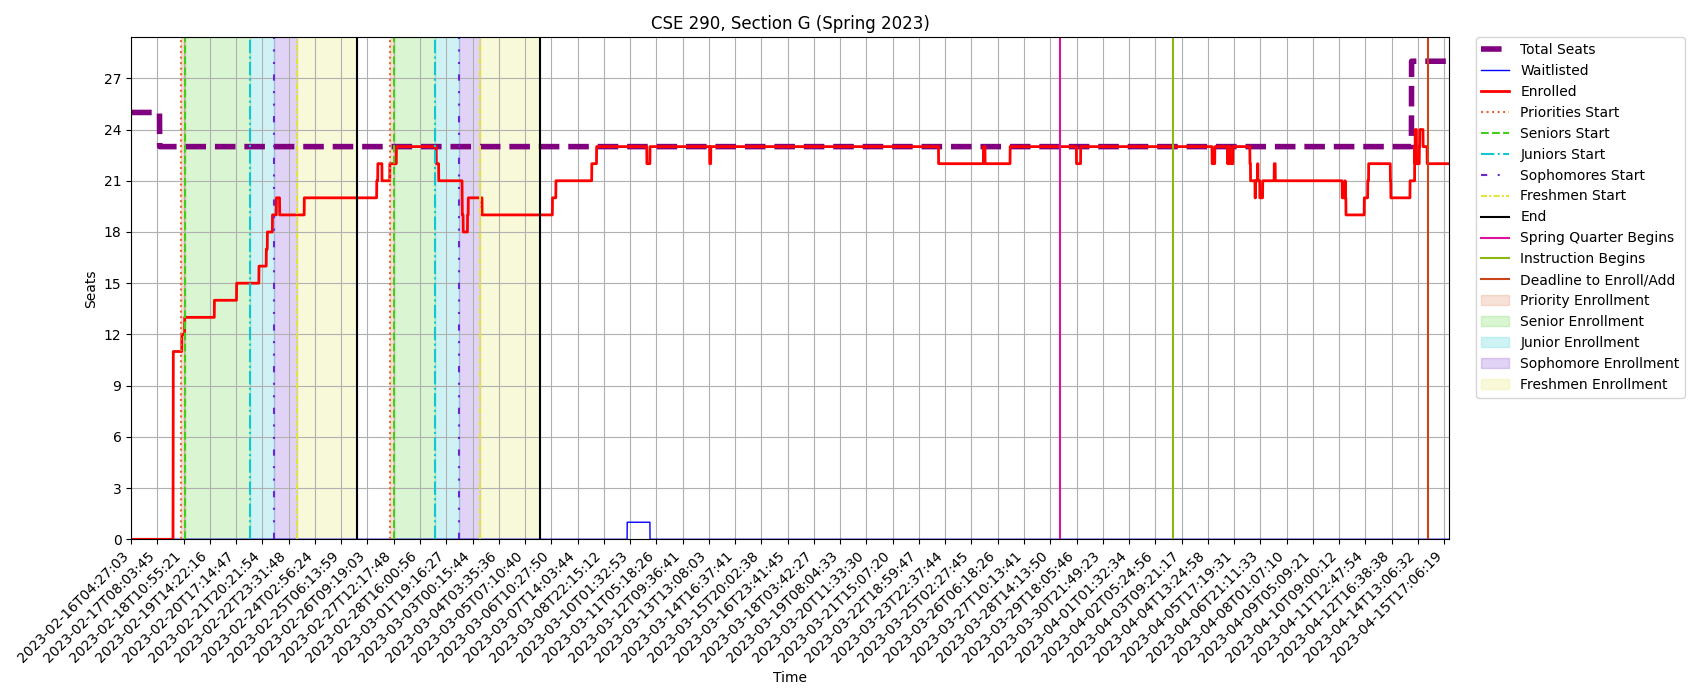 CSE 290, Section G (Spring 2023)
Seats
27
24
21
18
15
12
9
6
3
0
2023-02-16T04:27:03
2023-02-17T08:03:45
2023-02-18T10:55:21
2023-02-19T14:22:16
2023-02-20T17:14:47
2023-02-21T20:21:54
2023-02-22T23:31:48
2023-02-24T02:56:24
2023-02-25T06:13:59
2023-02-26T09:19:03
2023-02-27T12:17:48
2023-02-28T16:00:56
2023-03-01T19:16:27
2023-03-04T00:15:44
2023-03-04T03:35:36
2023-03-05T07:10:40
2023-03-06T10:27:50
2023-03-07T14:03:44
2023-03-08T22:15:12
2023-03-10T01:32:53
2023-03-11T05:18:26
2023-03-12T09:36:41
2023-03-13T13:08:03
2023-03-14T16:37:41
2023-03-15T20:02:38
2023-03-16T23:41:45
2023-03-18T03:42:27
2023-03-19T08:04:33
2023-03-20T11:33:30
2023-03-21T15:07:20
2023-03-22T18:59:47
2023-03-23T22:37:44
2023-03-25T02:27:45
2023-03-26T06:18:26
2023-03-27T10:13:41
2023-03-28T14:13:50
2023-03-29T18:05:46
2023-03-30T21:49:23
2023-04-01T01:32:34
2023-04-02T05:24:56
2023-04-03T09:21:17
2023-04-04T13:24:58
2023-04-05T17:19:31
2023-04-06T21:11:33
2023-04-08T01:07:10
2023-04-09T05:09:21
2023-04-10T09:00:12
2023-04-11T12:47:54
2023-04-12T16:38:38
2023-04-14T13:06:32
2023-04-15T17:06:19
Time
Total Seats
Waitlisted
Enrolled
Priorities Start
Seniors Start
Juniors Start
Sophomores Start
Freshmen Start
End
Spring Quarter Begins
Instruction Begins
Deadline to Enroll/Add
Priority Enrollment
Senior Enrollment
Junior Enrollment
Sophomore Enrollment
Freshmen Enrollment